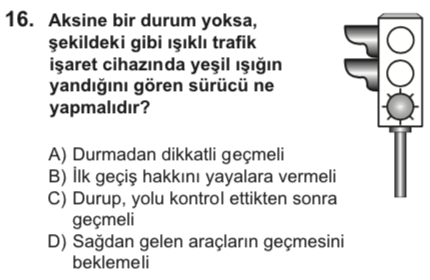 16. Aksine bir durum yoksa,
şekildeki gibi ışıklı trafik
işaret cihazında yeşil ışığın
yandığını gören sürücü ne
yapmalıdır?
A) Durmadan dikkatli geçmeli
B) İlk geçiş hakkını yayalara vermeli
C) Durup, yolu kontrol ettikten sonra
geçmeli
D) Sağdan gelen araçların geçmesini
beklemeli